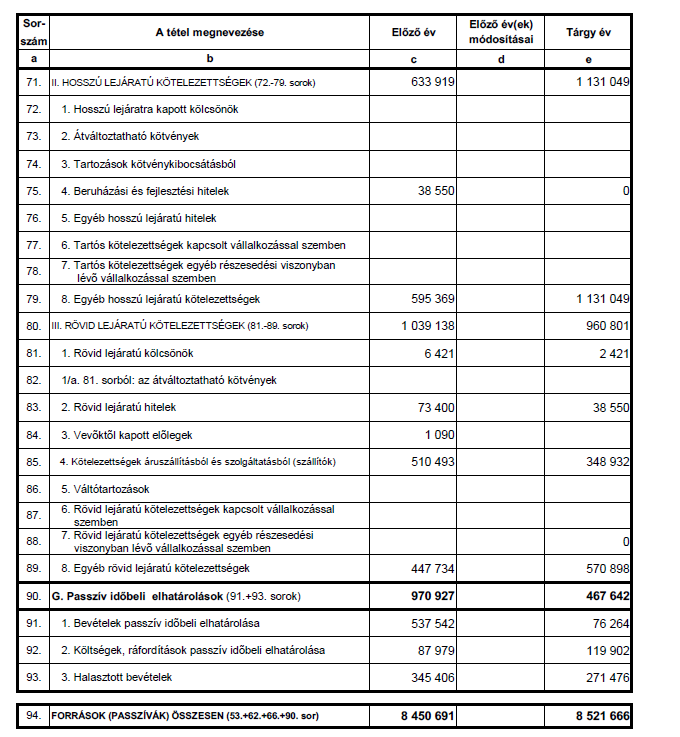 Sor-
szám A tétel megnevezése Előző év Előző év(ek)
módosításai Tárgy év
a b c d e
71. II. HOSSZÚ LEJÁRATÚ KÖTELEZETTSÉGEK (72.-79. sorok) 633 919 1 131 049
72. 1. Hosszú lejáratra kapott kölcsönök
73. 2. Átváltoztatható kötvények
74. 3. Tartozások kötvénykibocsátásból
75. 4. Beruházási és fejlesztési hitelek 38 550 0
76. 5. Egyéb hosszú lejáratú hitelek
77. 6. Tartós kötelezettségek kapcsolt vállalkozással szemben
78. 7. Tartós kötelezettségek egyéb részesedési viszonyban
lévő vállalkozással szemben
79. 8. Egyéb hosszú lejáratú kötelezettségek 595 369 1 131 049
80. III. RÖVID LEJÁRATÚ KÖTELEZETTSÉGEK (81.-89. sorok) 1 039 138 960 801
81. 1. Rövid lejáratú kölcsönök 6 421 2 421
82. 1/a. 81. sorból: az átváltoztatható kötvények
83. 2. Rövid lejáratú hitelek 73 400 38 550
84. 3. Vevőktől kapott előlegek 1 090
85. 4. Kötelezettségek áruszállításból és szolgáltatásból (szállítók) 510 493 348 932
86. 5. Váltótartozások
87. 6. Rövid lejáratú kötelezettségek kapcsolt vállalkozással
szemben
88. 7. Rövid lejáratú kötelezettségek egyéb részesedési
viszonyban lévő vállalkozással szemben 0
89. 8. Egyéb rövid lejáratú kötelezettségek 447 734 570 898
90. G. Passzív időbeli elhatárolások (91.+93. sorok) 970 927 467 642
91. 1. Bevételek passzív időbeli elhatárolása 537 542 76 264
92. 2. Költségek, ráfordítások passzív időbeli elhatárolása 87 979 119 902
93. 3. Halasztott bevételek 345 406 271 476
94. FORRÁSOK (PASSZÍVÁK) ÖSSZESEN (53.+62.+66.+90. sor) 8 450 691 8 521 666